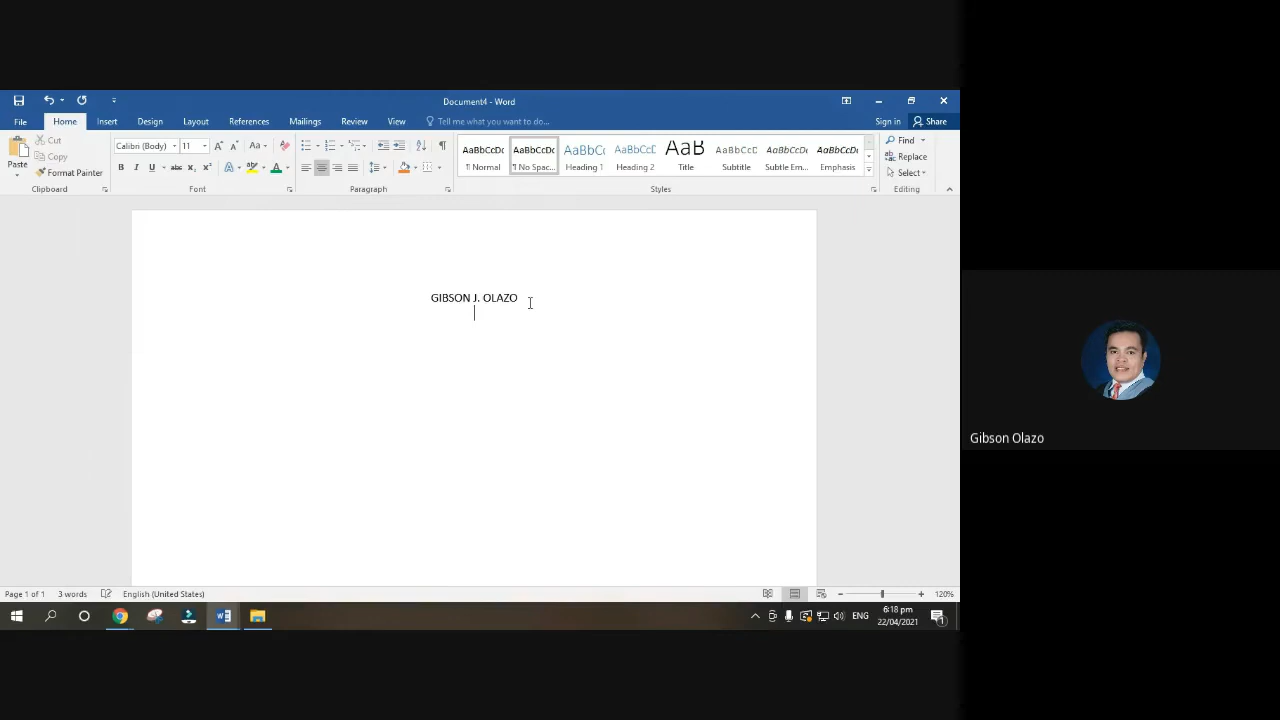 Document4 - Word
File Home Insert Design Layout References Mailings Review View Tell me what you want to do... Sign in Share
Paste
Cut
Copy
Format Painter
Clipboard
Calibri (Body) 11
Font
Paragraph
AaBbCcDc AaBbCcDc AaBbCc AaBbCcD AaB AaBbCcD AaBbCcDc AaBbCcDc
¶ Normal ¶ No Spac... Heading 1 Heading 2 Title Subtitle Subtle Em... Emphasis
Styles
Find
Replace
Select
Editing
GIBSON J. OLAZO
Gibson Olazo
Page 1 of 1 3 words English (United States) 120%
ENG 6:18 pm
22/04/2021